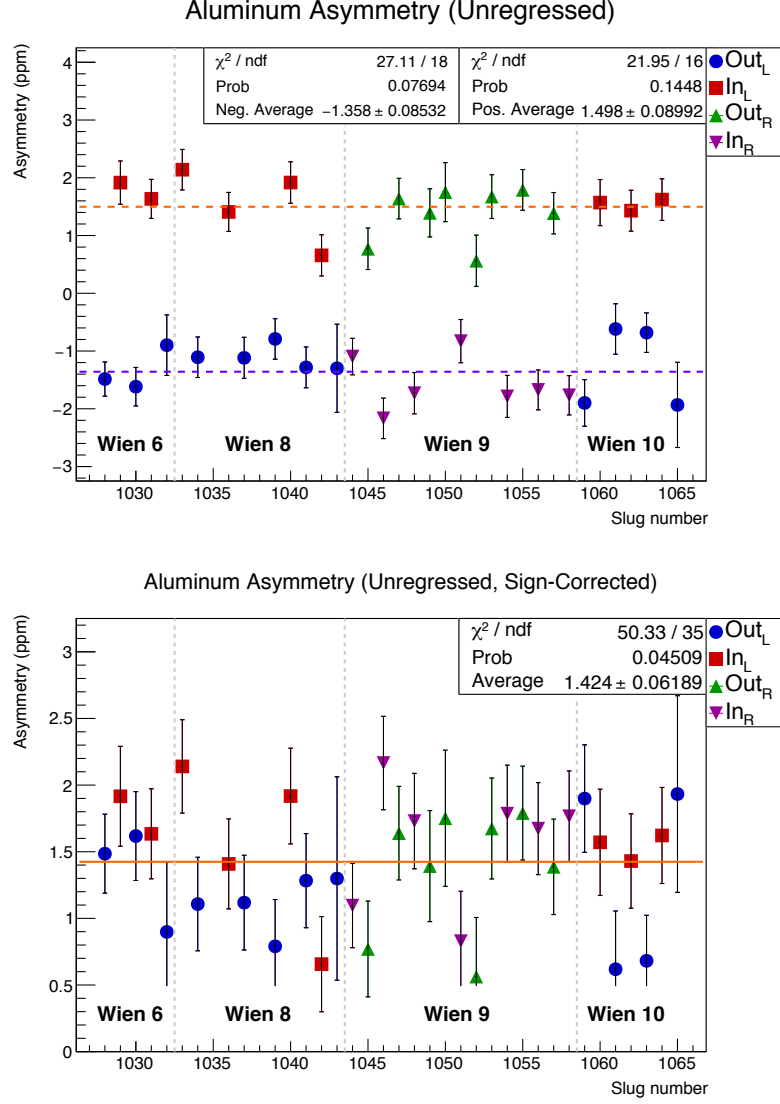 Aluminum Asymmetry (Unregressed)
Asymmetry (ppm)
4
3
2
1
0
−1
−2
−3
χ² / ndf 27.11 / 18
Prob 0.07694
Neg. Average −1.358 ± 0.08532
χ² / ndf 21.95 / 16
Prob 0.1448
Pos. Average 1.498 ± 0.08992
Out_L
In_L
Out_R
In_R
Wien 6 Wien 8 Wien 9 Wien 10
1030 1035 1040 1045 1050 1055 1060 1065
Slug number
Aluminum Asymmetry (Unregressed, Sign-Corrected)
Asymmetry (ppm)
3
2.5
2
1.5
1
0.5
0
χ² / ndf 50.33 / 35
Prob 0.04509
Average 1.424 ± 0.06189
Out_L
In_L
Out_R
In_R
Wien 6 Wien 8 Wien 9 Wien 10
1030 1035 1040 1045 1050 1055 1060 1065
Slug number